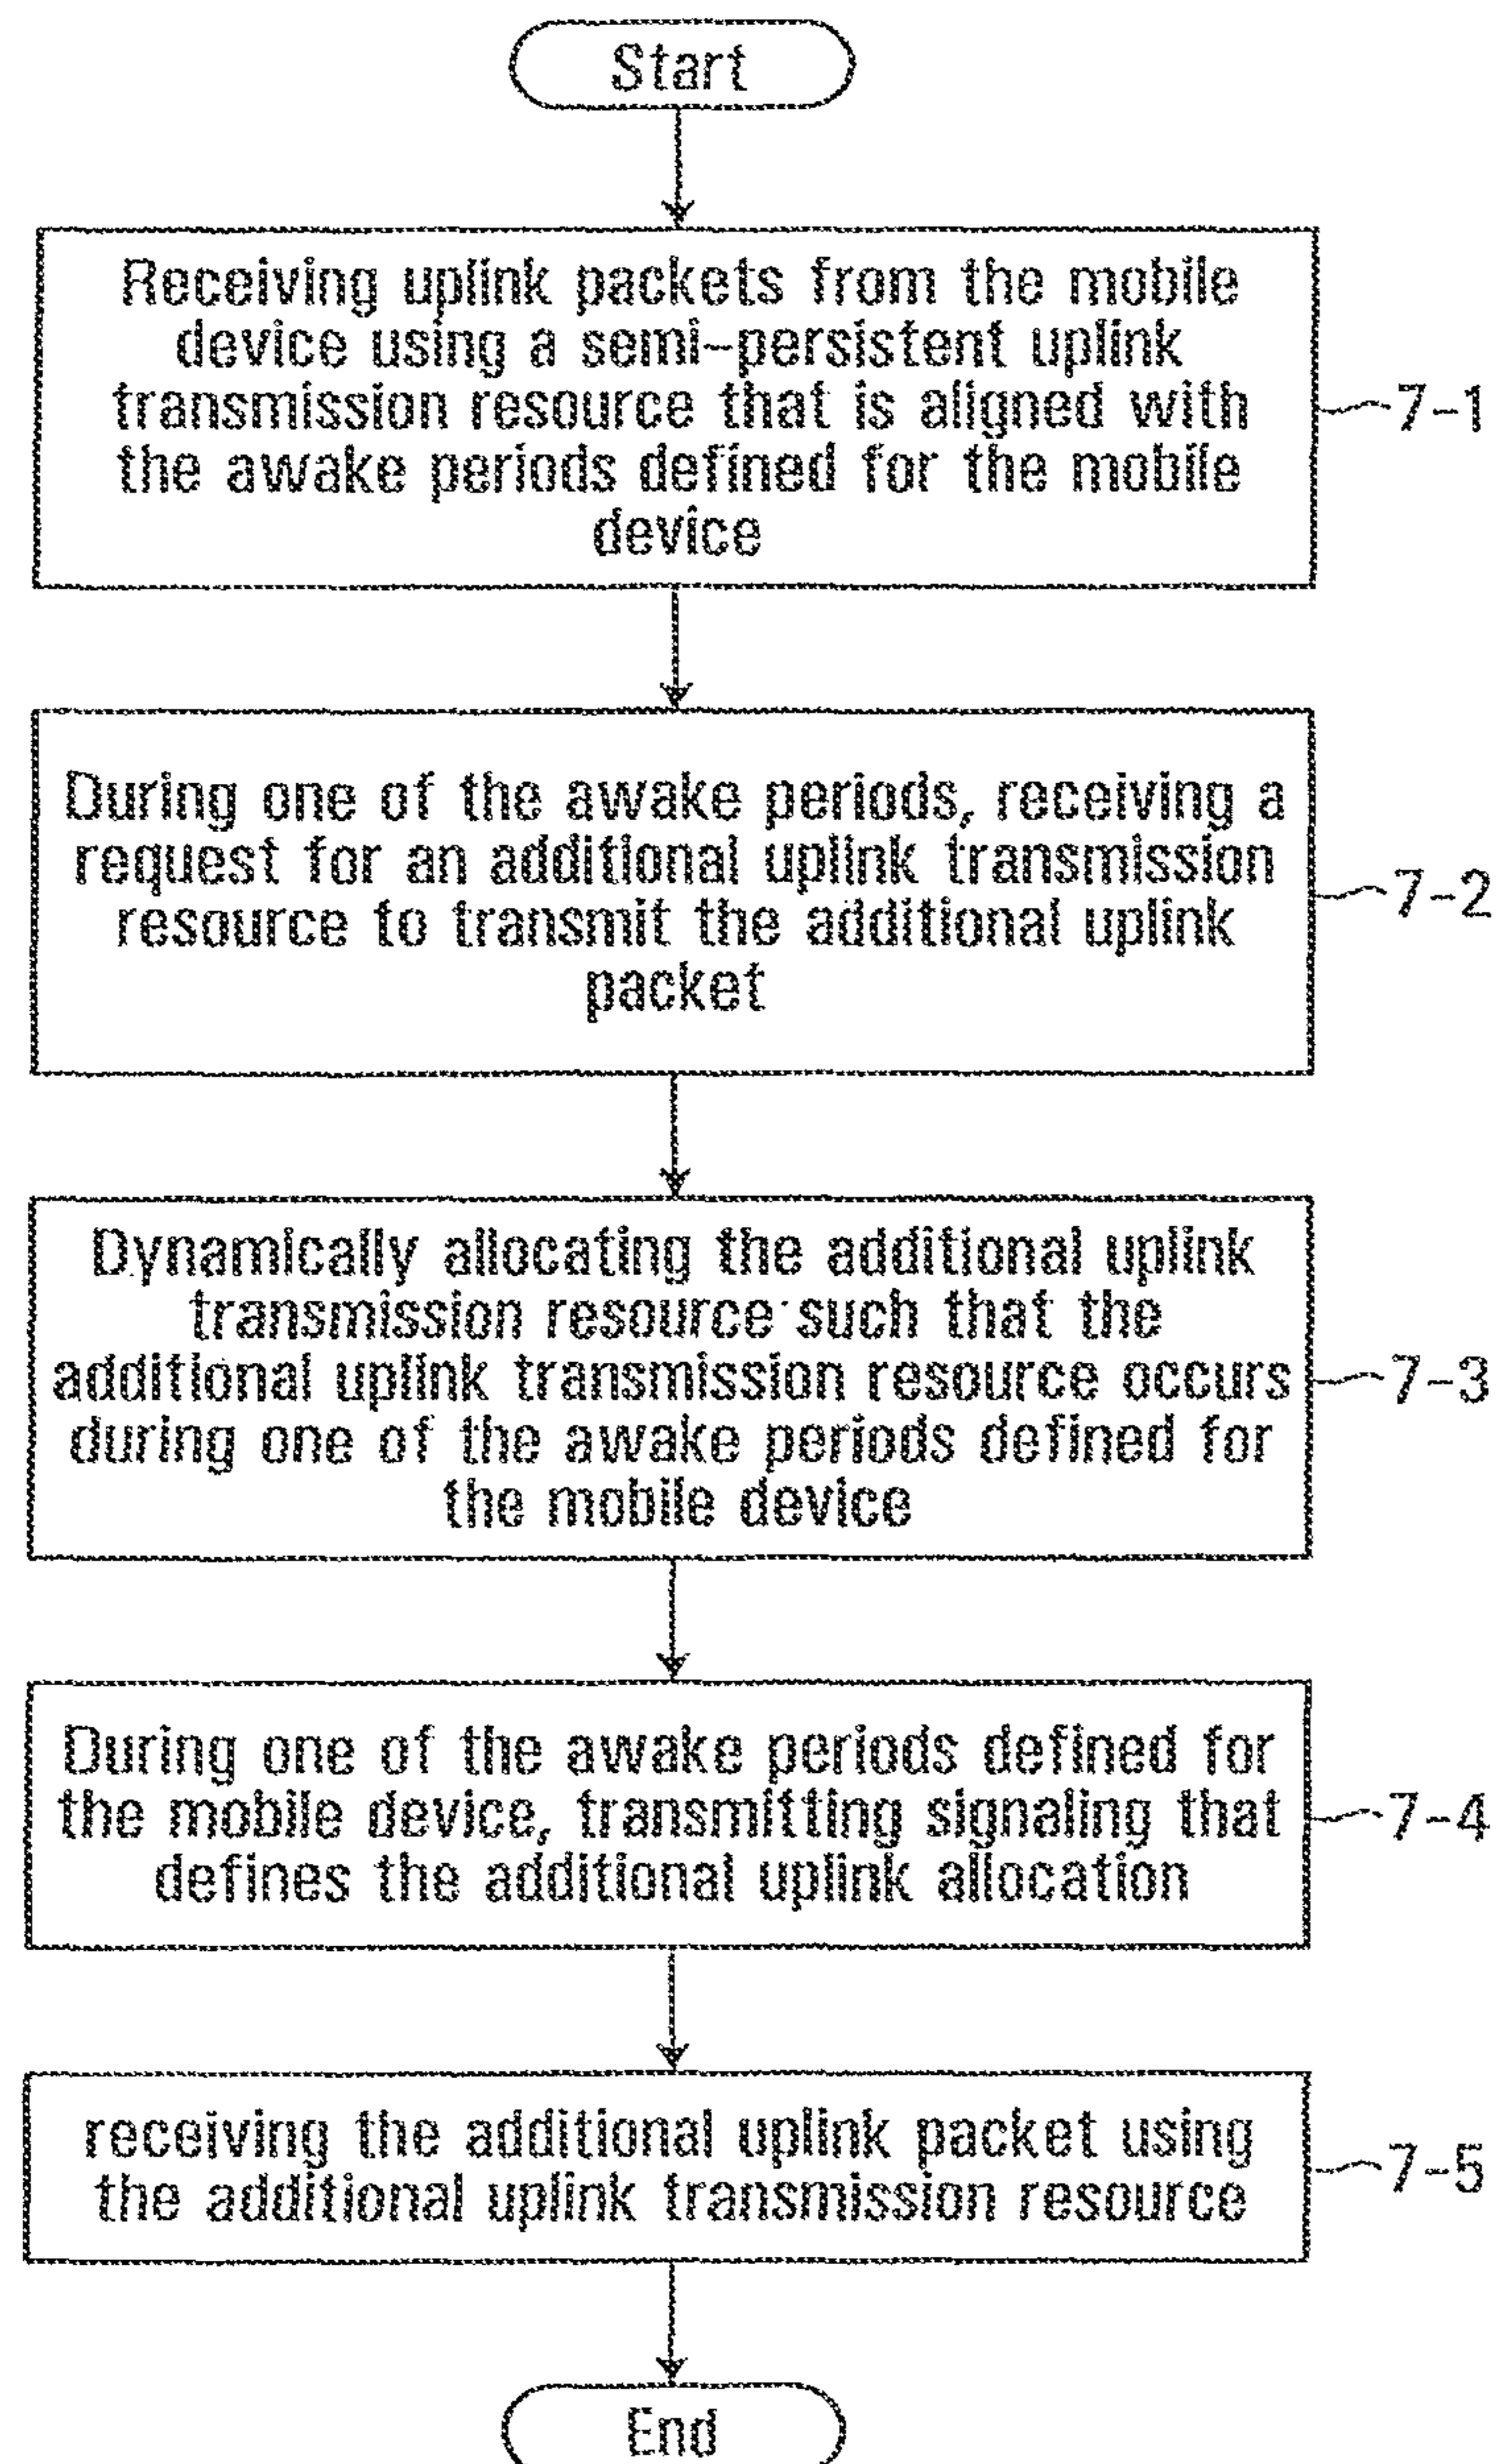 Start
Receiving uplink packets from the mobile
device using a semi-persistent uplink
transmission resource that is aligned with
the awake periods defined for the mobile
device
7-1
During one of the awake periods, receiving a
request for an additional uplink transmission
resource to transmit the additional uplink
packet
7-2
Dynamically allocating the additional uplink
transmission resource such that the
additional uplink transmission resource occurs
during one of the awake periods defined for
the mobile device
7-3
During one of the awake periods defined for
the mobile device, transmitting signaling that
defines the additional uplink allocation
7-4
receiving the additional uplink packet using
the additional uplink transmission resource
7-5
End